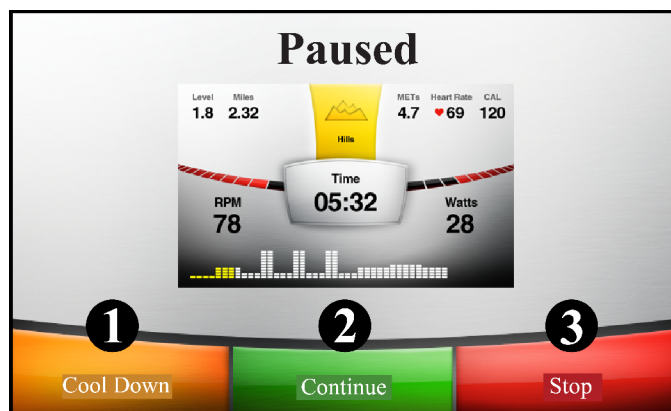 Paused
Level Miles METs Heart Rate CAL
1.8 2.32 4.7 69 120
Hills
Time
05:32
RPM Watts
78 28
1 2 3
Cool Down Continue Stop